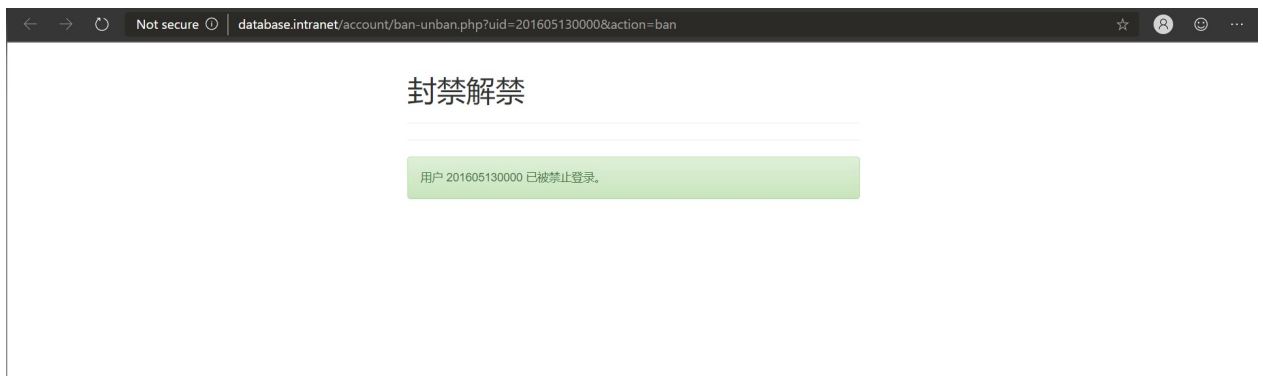 Not secure database.intranet/account/ban-unban.php?uid=201605130000&action=ban
封禁解禁
用户 201605130000 已被禁止登录。